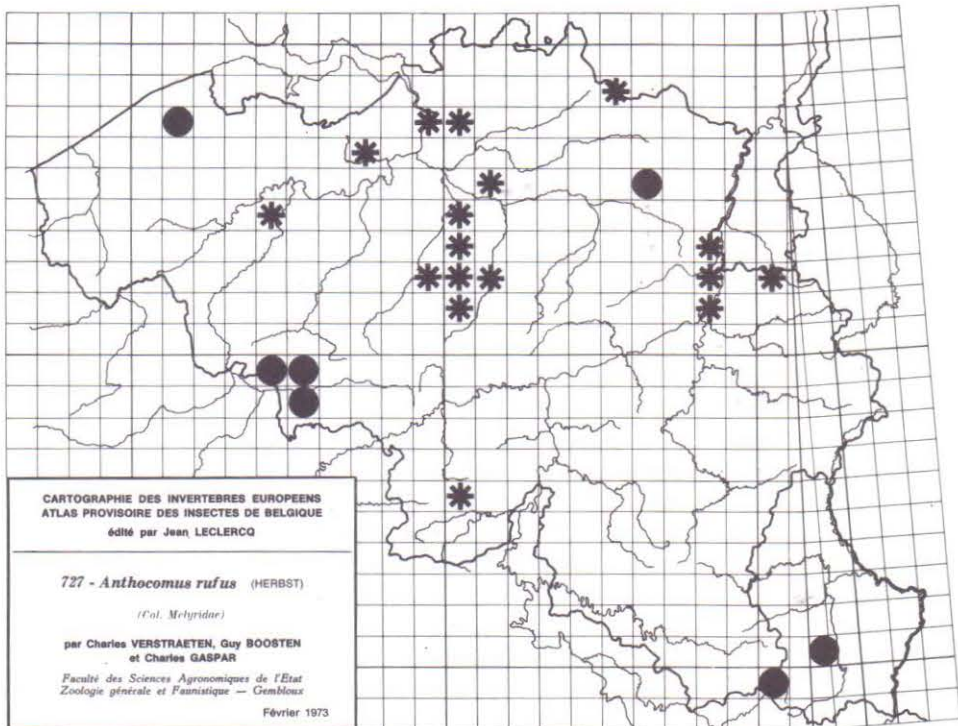 CARTOGRAPHIE DES INVERTEBRES EUROPEENS
ATLAS PROVISOIRE DES INSECTES DE BELGIQUE
édité par Jean LECLERCQ
727 - Anthocomus rufus (HERBST)
(Col. Melyridae)
par Charles VERSTRAETEN, Guy BOOSTEN
et Charles GASPAR
Faculté des Sciences Agronomiques de l'Etat
Zoologie générale et Faunistique — Gembloux
Février 1973